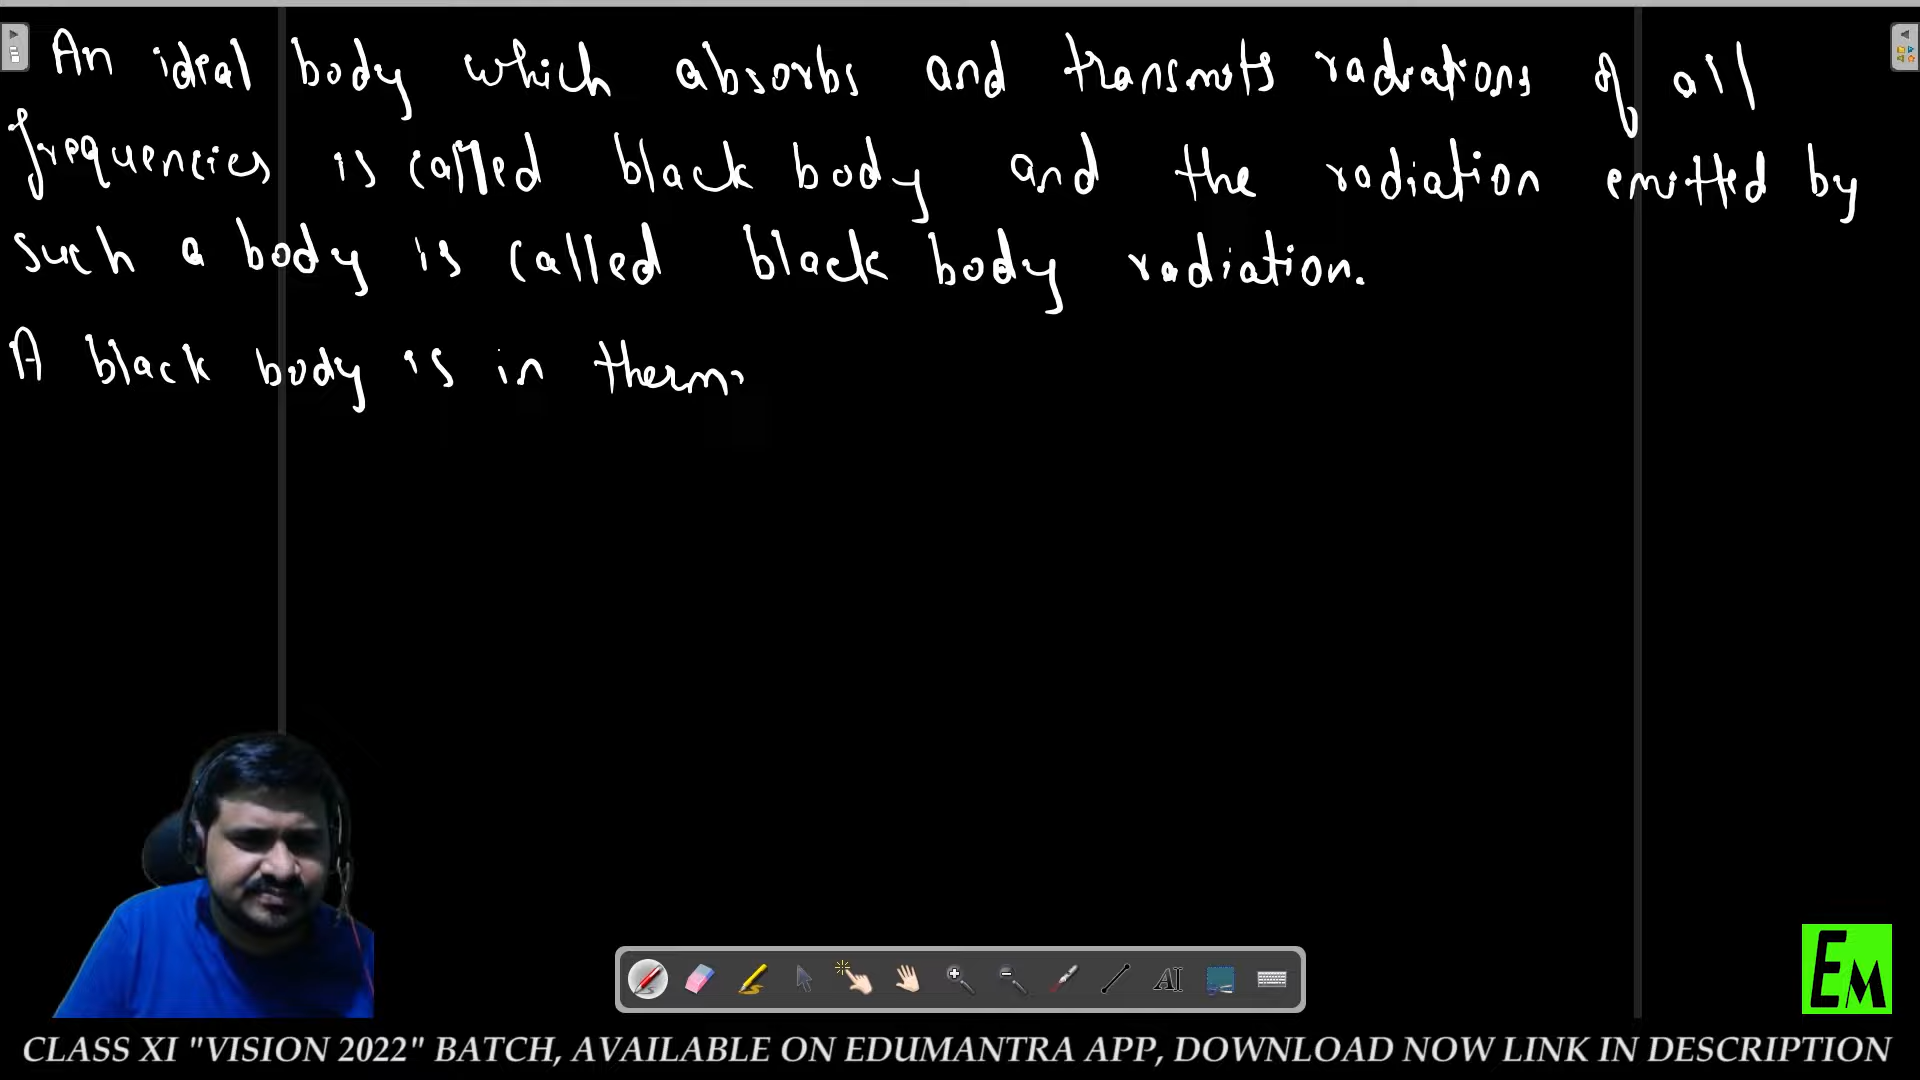 An ideal body which absorbs and transmits radiations of all
frequencies is called black body and the radiation emitted by
such a body is called black body radiation.
A black body is in therm
EM
CLASS XI "VISION 2022" BATCH, AVAILABLE ON EDUMANTRA APP, DOWNLOAD NOW LINK IN DESCRIPTION